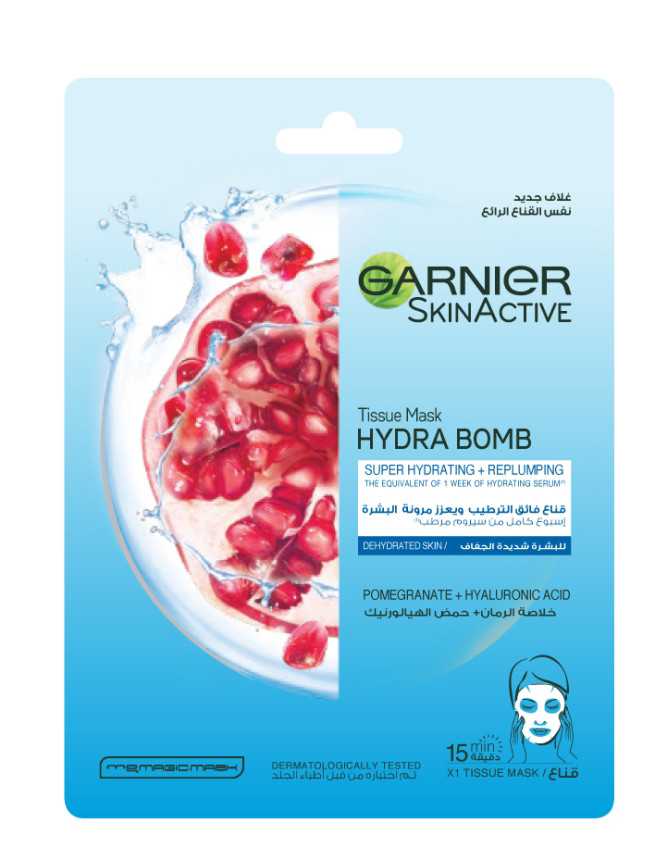 غلاف جديد
نفس القناع الرائع
GARNIER
SKINACTIVE
Tissue Mask
HYDRA BOMB
SUPER HYDRATING + REPLUMPING
THE EQUIVALENT OF 1 WEEK OF HYDRATING SERUM⁽¹⁾
قناع فائق الترطيب ويعزز مرونة البشرة
إسبوع كامل من سيروم مرطب⁽¹⁾
DEHYDRATED SKIN / للبشرة شديدة الجفاف
POMEGRANATE + HYALURONIC ACID
خلاصة الرمان+ حمض الهيالورنيك
15 min دقيقة
X1 TISSUE MASK / قناع
DERMATOLOGICALLY TESTED
تم اختباره من قبل أطباء الجلد